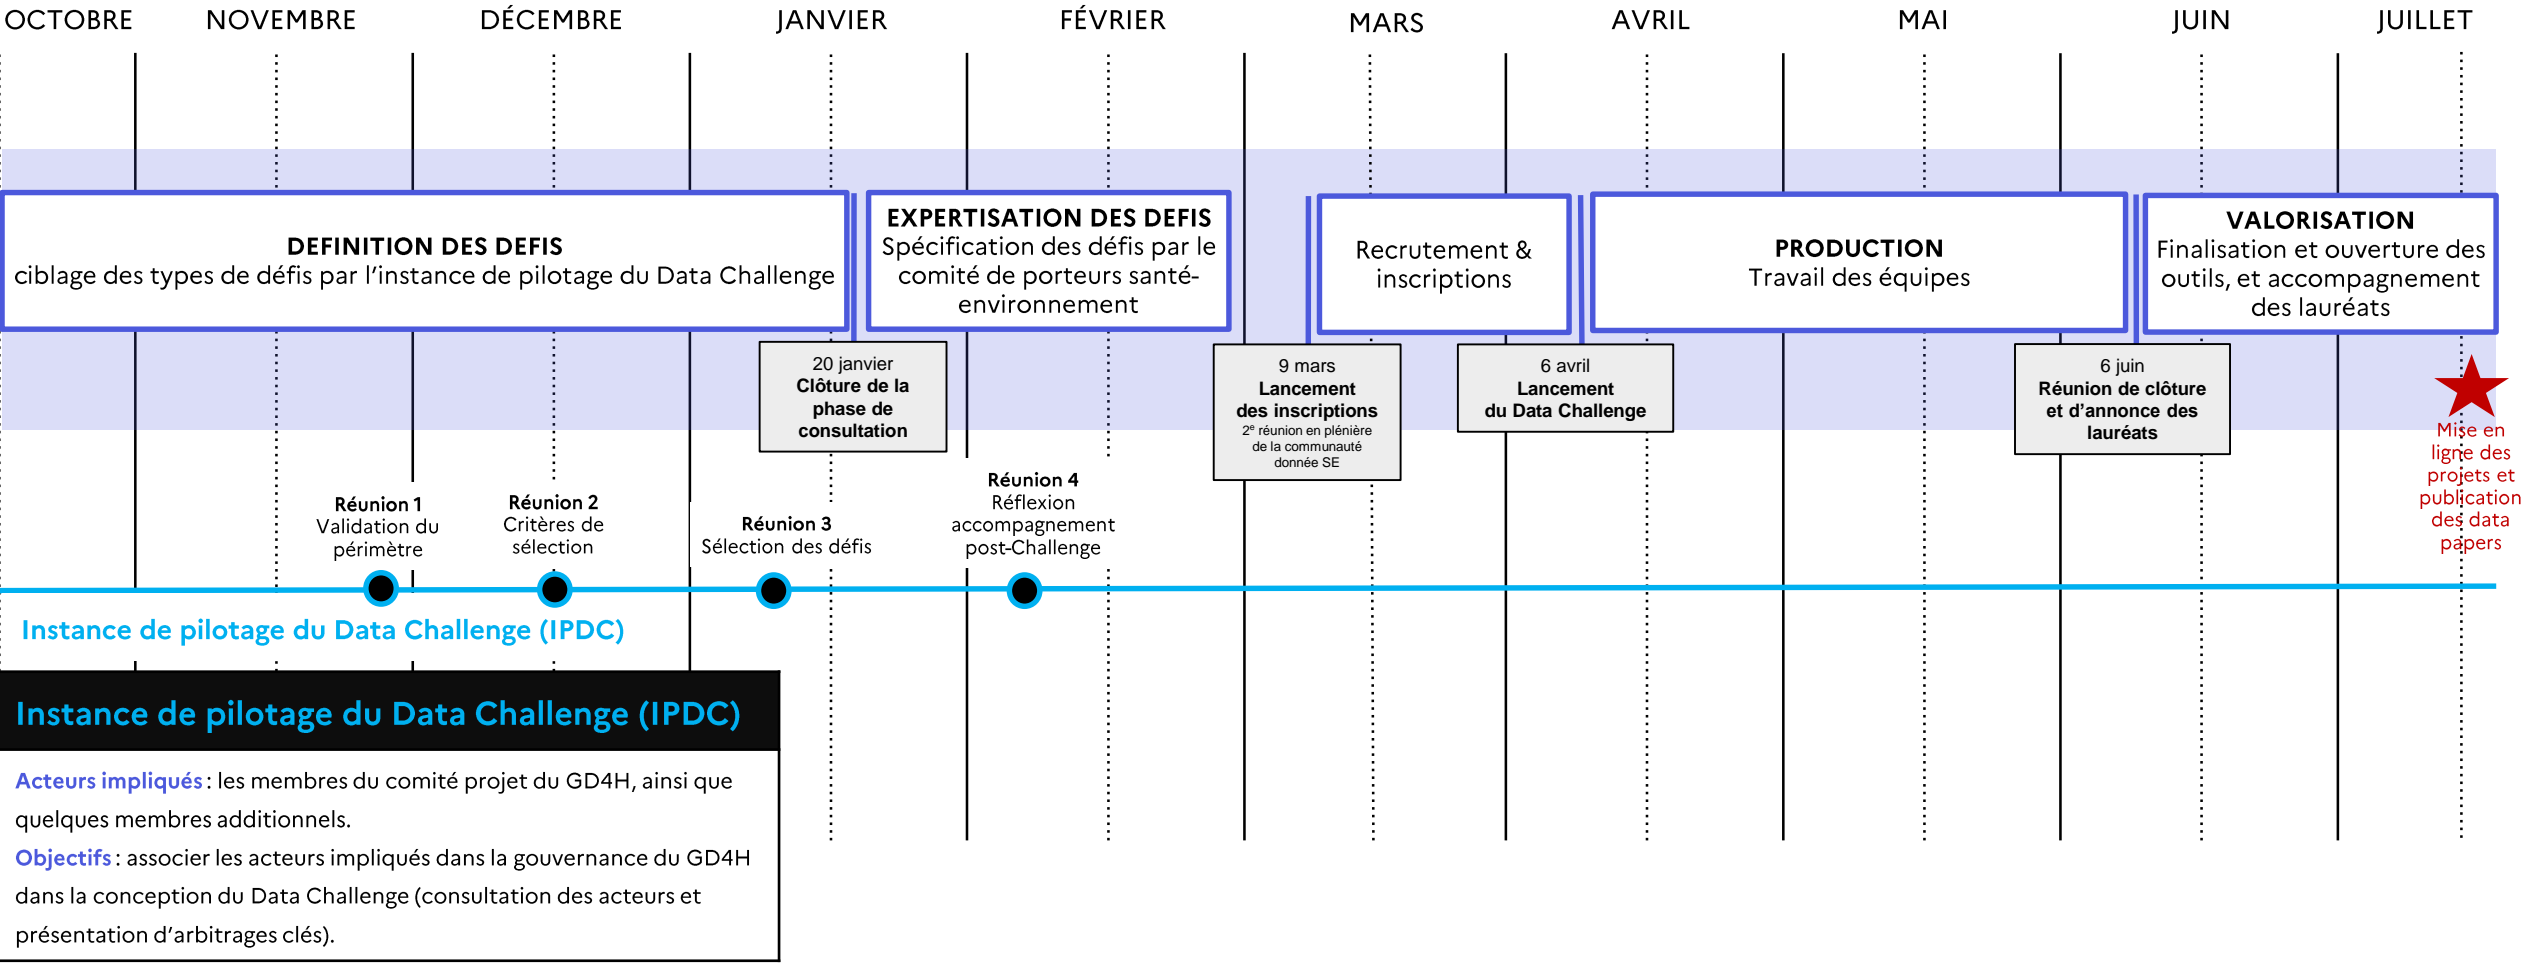 OCTOBRE NOVEMBRE DÉCEMBRE JANVIER FÉVRIER MARS AVRIL MAI JUIN JUILLET
DEFINITION DES DEFIS
ciblage des types de défis par l'instance de pilotage du Data Challenge
EXPERTISATION DES DEFIS
Spécification des défis par le
comité de porteurs santé-
environnement
Recrutement &
inscriptions
PRODUCTION
Travail des équipes
VALORISATION
Finalisation et ouverture des
outils, et accompagnement
des lauréats
20 janvier
Clôture de la
phase de
consultation
9 mars
Lancement
des inscriptions
2e réunion en plénière
de la communauté
donnée SE
6 avril
Lancement
du Data Challenge
6 juin
Réunion de clôture
et d'annonce des
lauréats
Mise en
ligne des
projets et
publication
des data
papers
Réunion 1
Validation du
périmètre
Réunion 2
Critères de
sélection
Réunion 3
Sélection des défis
Réunion 4
Réflexion
accompagnement
post-Challenge
Instance de pilotage du Data Challenge (IPDC)
Instance de pilotage du Data Challenge (IPDC)
Acteurs impliqués : les membres du comité projet du GD4H, ainsi que
quelques membres additionnels.
Objectifs : associer les acteurs impliqués dans la gouvernance du GD4H
dans la conception du Data Challenge (consultation des acteurs et
présentation d'arbitrages clés).